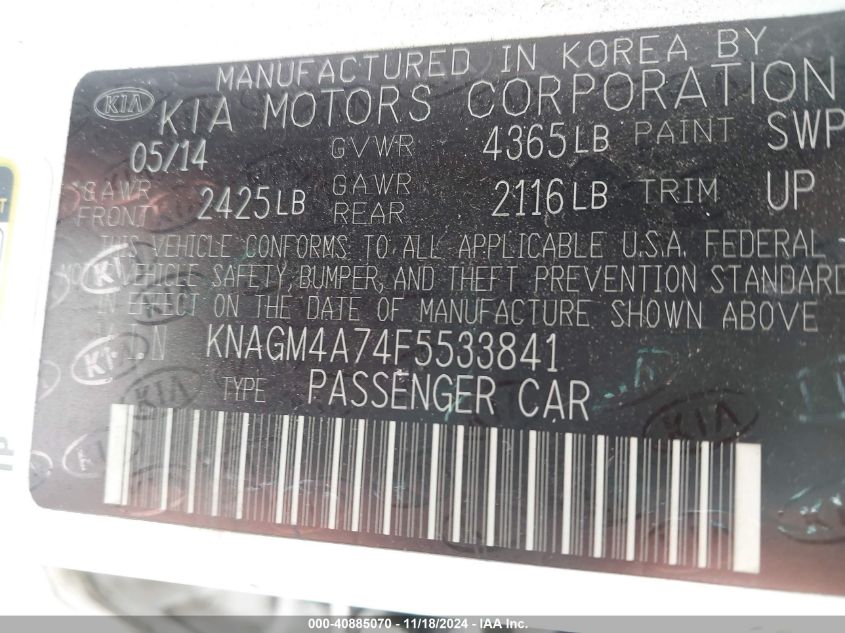 MANUFACTURED IN KOREA BY
KIA KIA MOTORS CORPORATION
05/14 GVWR 4365LB PAINT SWP
GAWR FRONT 2425LB GAWR REAR 2116LB TRIM UP
THIS VEHICLE CONFORMS TO ALL APPLICABLE U.S.A. FEDERAL
VEHICLE SAFETY, BUMPER, AND THEFT PREVENTION STANDARD
IN EFFECT ON THE DATE OF MANUFACTURE SHOWN ABOVE
KNAGM4A74F5533841
TYPE PASSENGER CAR
000-40885070 - 11/18/2024 - IAA Inc.